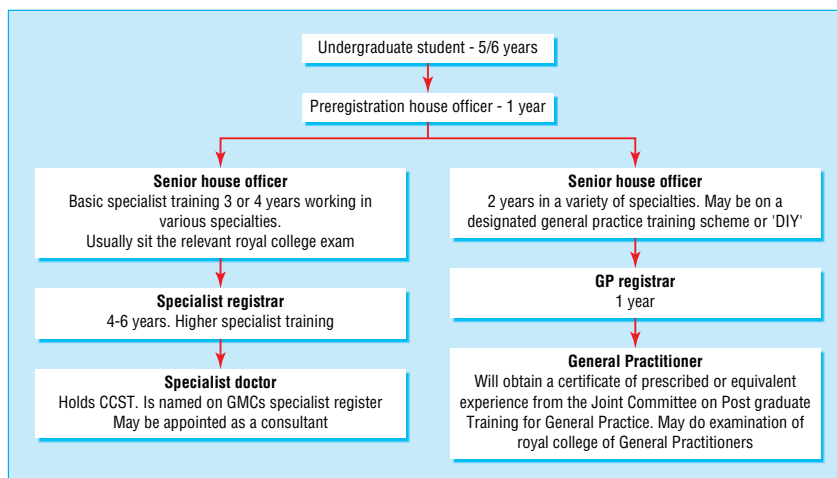 Undergraduate student - 5/6 years
Preregistration house officer - 1 year
Senior house officer
Basic specialist training 3 or 4 years working in
various specialties.
Usually sit the relevant royal college exam
Specialist registrar
4-6 years. Higher specialist training
Specialist doctor
Holds CCST. Is named on GMCs specialist register
May be appointed as a consultant
Senior house officer
2 years in a variety of specialties. May be on a
designated general practice training scheme or 'DIY'
GP registrar
1 year
General Practitioner
Will obtain a certificate of prescribed or equivalent
experience from the Joint Committee on Post graduate
Training for General Practice. May do examination of
royal college of General Practitioners